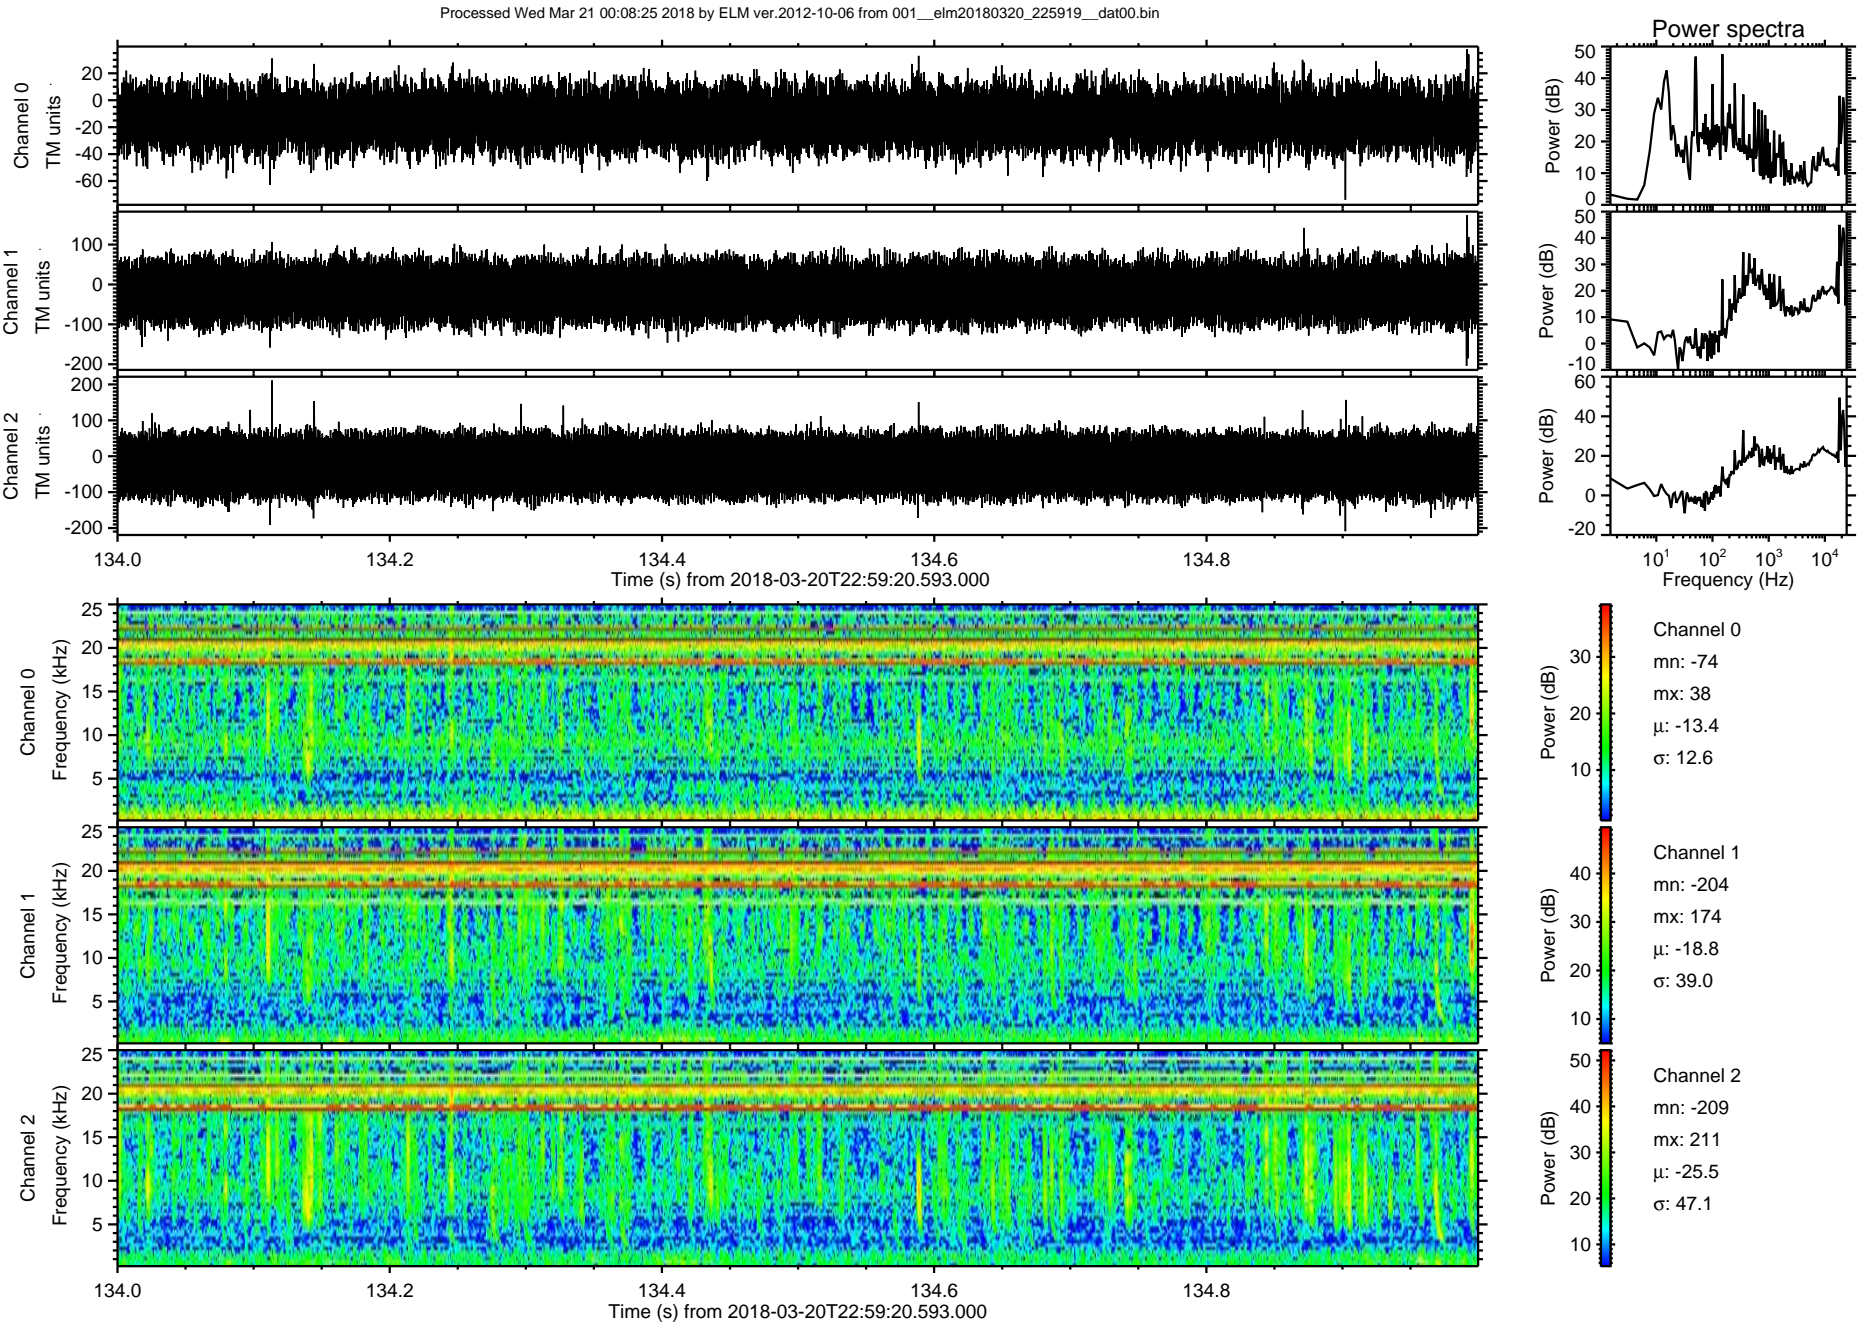 Processed Wed Mar 21 00:08:25 2018 by ELM ver.2012-10-06 from 001__elm20180320_225919__dat00.bin
Power spectra
Channel 0
TM units
20
0
-20
-40
-60
Power (dB)
50
40
30
20
10
0
Channel 1
TM units
100
0
-100
-200
Power (dB)
50
40
30
20
10
0
-10
Channel 2
TM units
200
100
0
-100
-200
Power (dB)
60
40
20
0
-20
134.0 134.2 134.4 134.6 134.8
Time (s) from 2018-03-20T22:59:20.593.000
10¹ 10² 10³ 10⁴
Frequency (Hz)
Channel 0
Frequency (kHz)
25
20
15
10
5
Power (dB)
30
20
10
Channel 0
mn: -74
mx: 38
μ: -13.4
σ: 12.6
Channel 1
Frequency (kHz)
25
20
15
10
5
Power (dB)
40
30
20
10
Channel 1
mn: -204
mx: 174
μ: -18.8
σ: 39.0
Channel 2
Frequency (kHz)
25
20
15
10
5
Power (dB)
50
40
30
20
10
Channel 2
mn: -209
mx: 211
μ: -25.5
σ: 47.1
134.0 134.2 134.4 134.6 134.8
Time (s) from 2018-03-20T22:59:20.593.000